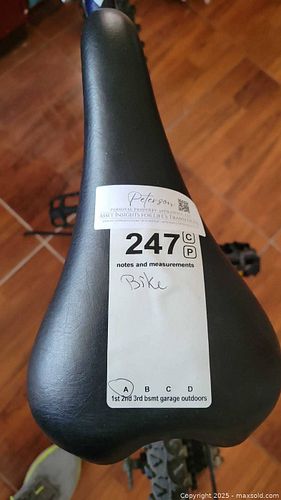 Peterson
247 C
P
notes and measurements
Bike
A B C D
1st 2nd 3rd bsmt garage outdoors
Copyright 2025 - maxsold.com